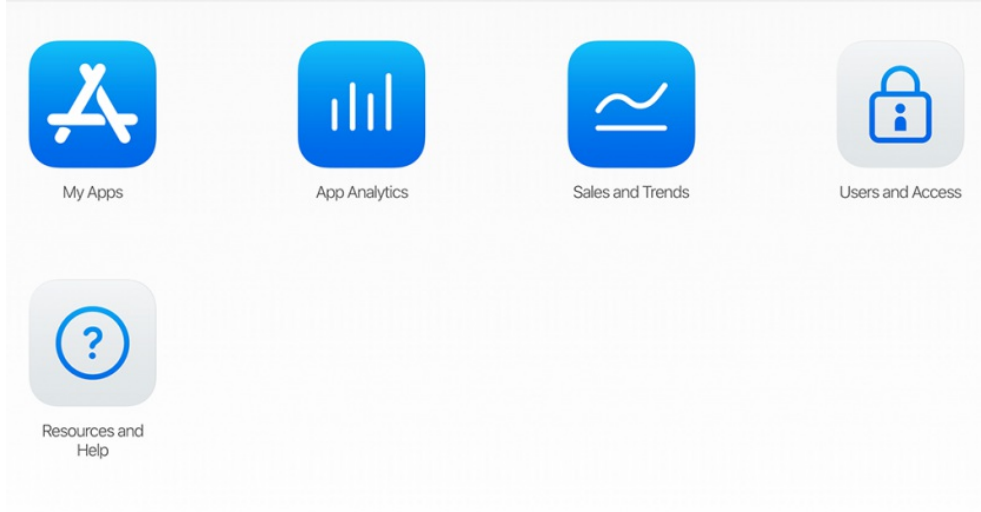 My Apps
App Analytics
Sales and Trends
Users and Access
?
Resources and
Help